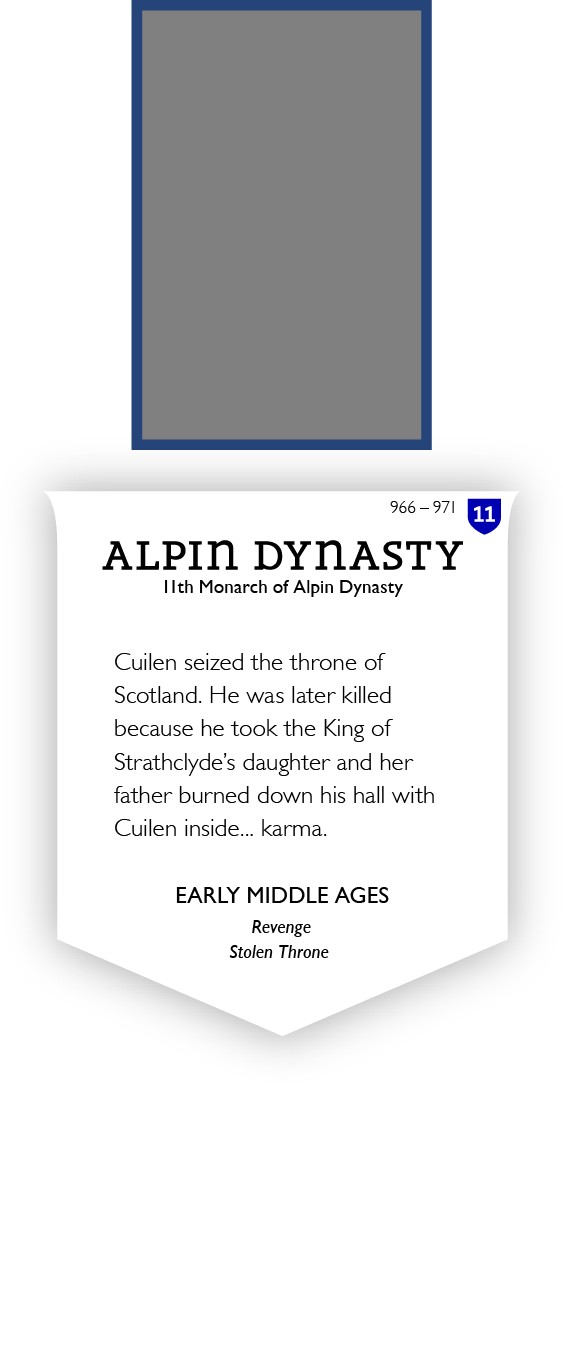 966 – 971
11
ALPIN DYNASTY
11th Monarch of Alpin Dynasty
Cuilen seized the throne of
Scotland. He was later killed
because he took the King of
Strathclyde’s daughter and her
father burned down his hall with
Cuilen inside... karma.
EARLY MIDDLE AGES
Revenge
Stolen Throne